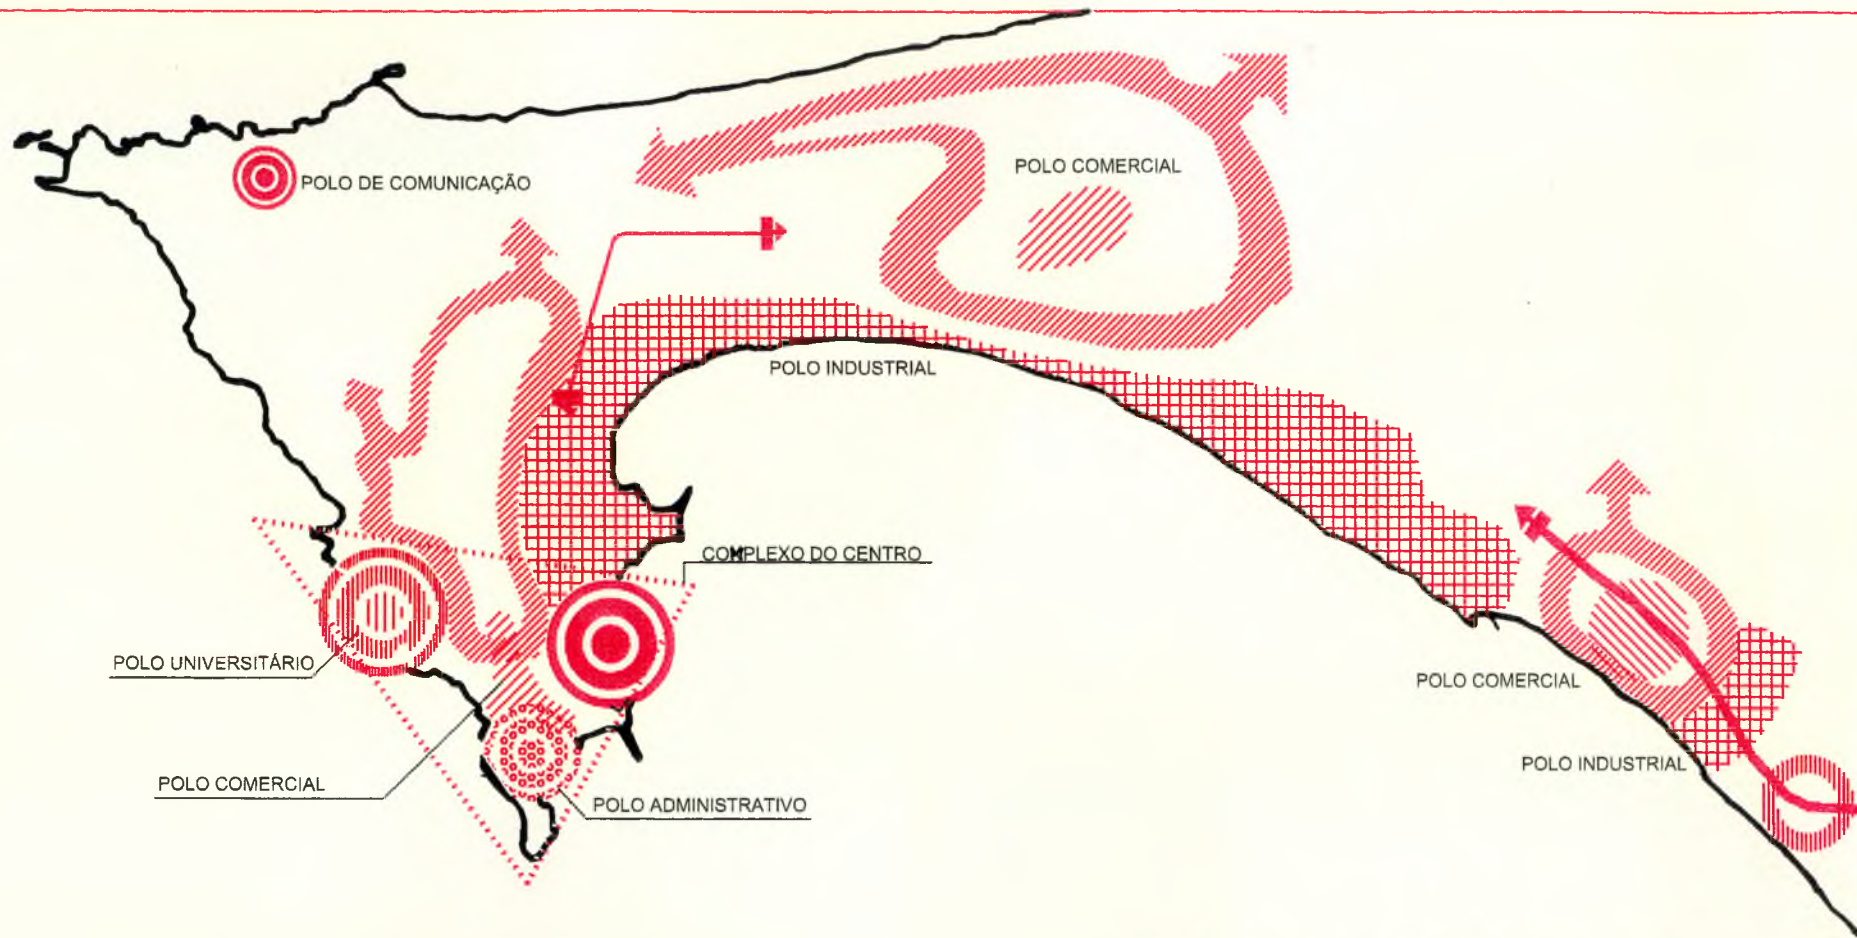 POLO COMERCIAL
POLO DE COMUNICAÇÃO
POLO INDUSTRIAL
COMPLEXO DO CENTRO
POLO UNIVERSITÁRIO
POLO COMERCIAL
POLO COMERCIAL
POLO INDUSTRIAL
POLO ADMINISTRATIVO